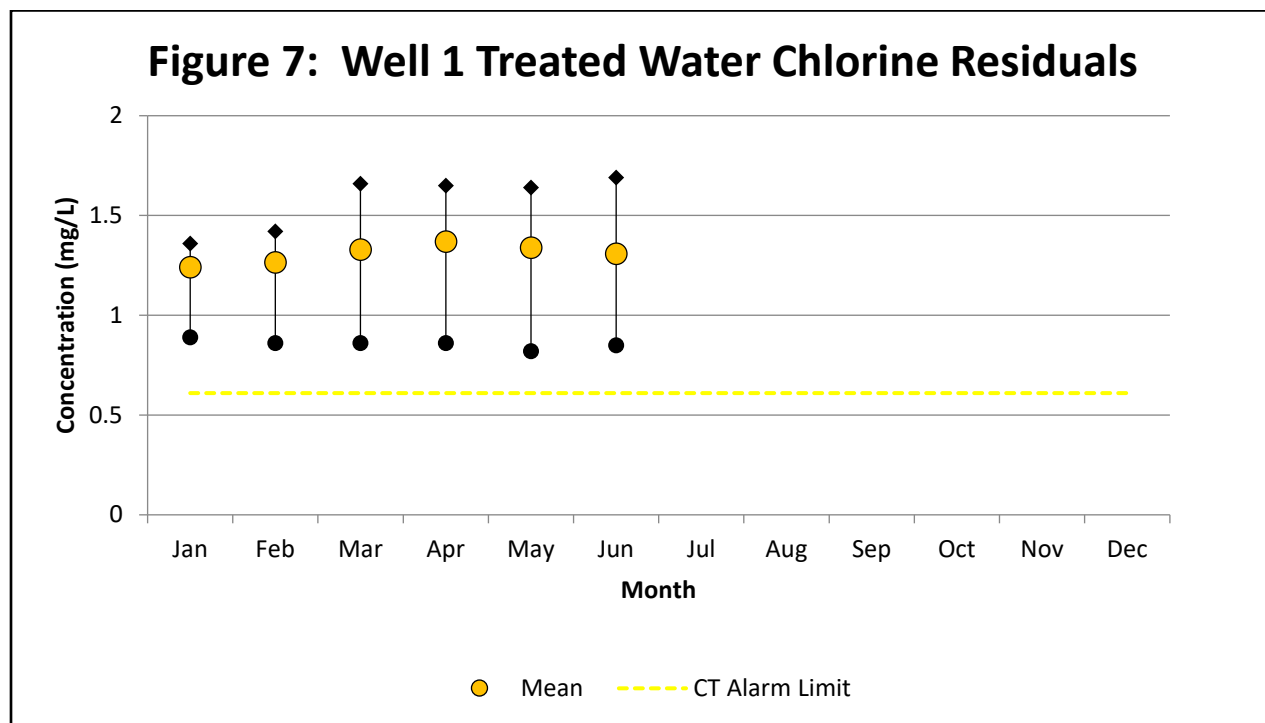 Figure 7: Well 1 Treated Water Chlorine Residuals
2
1.5
1
0.5
0
Concentration (mg/L)
Jan Feb Mar Apr May Jun Jul Aug Sep Oct Nov Dec
Month
Mean CT Alarm Limit